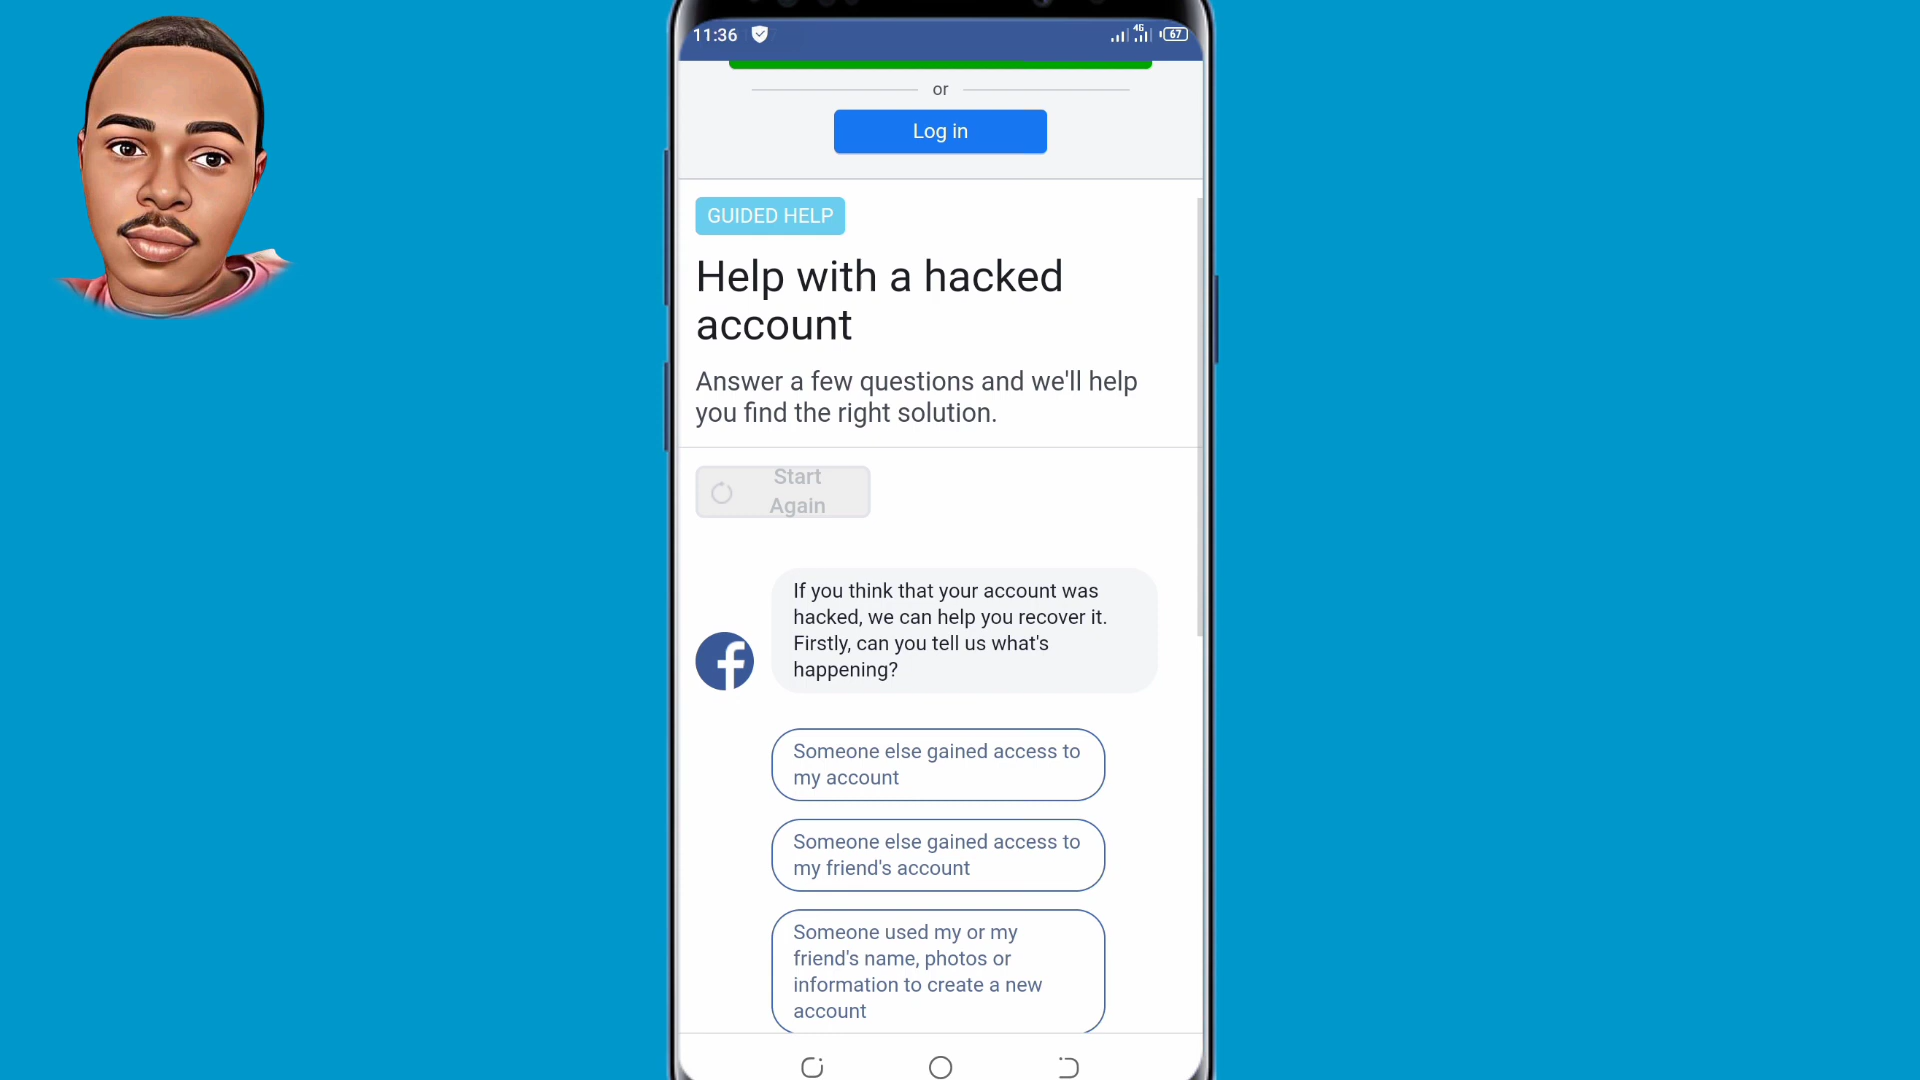 11:36
4G
67
or
Log in
GUIDED HELP
Help with a hacked
account
Answer a few questions and we'll help
you find the right solution.
Start
Again
If you think that your account was
hacked, we can help you recover it.
Firstly, can you tell us what's
happening?
Someone else gained access to
my account
Someone else gained access to
my friend's account
Someone used my or my
friend's name, photos or
information to create a new
account